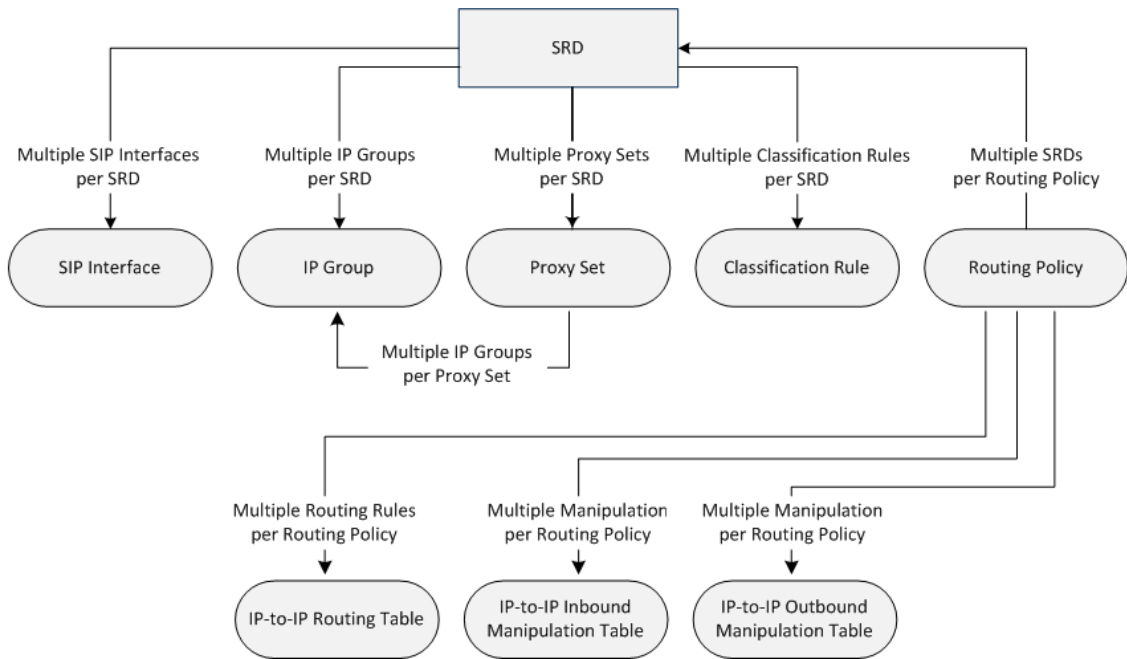 SRD
Multiple SIP Interfaces
per SRD
Multiple IP Groups
per SRD
Multiple Proxy Sets
per SRD
Multiple Classification Rules
per SRD
Multiple SRDs
per Routing Policy
SIP Interface
IP Group
Proxy Set
Classification Rule
Routing Policy
Multiple IP Groups
per Proxy Set
Multiple Routing Rules
per Routing Policy
Multiple Manipulation
per Routing Policy
Multiple Manipulation
per Routing Policy
IP-to-IP Routing Table
IP-to-IP Inbound
Manipulation Table
IP-to-IP Outbound
Manipulation Table